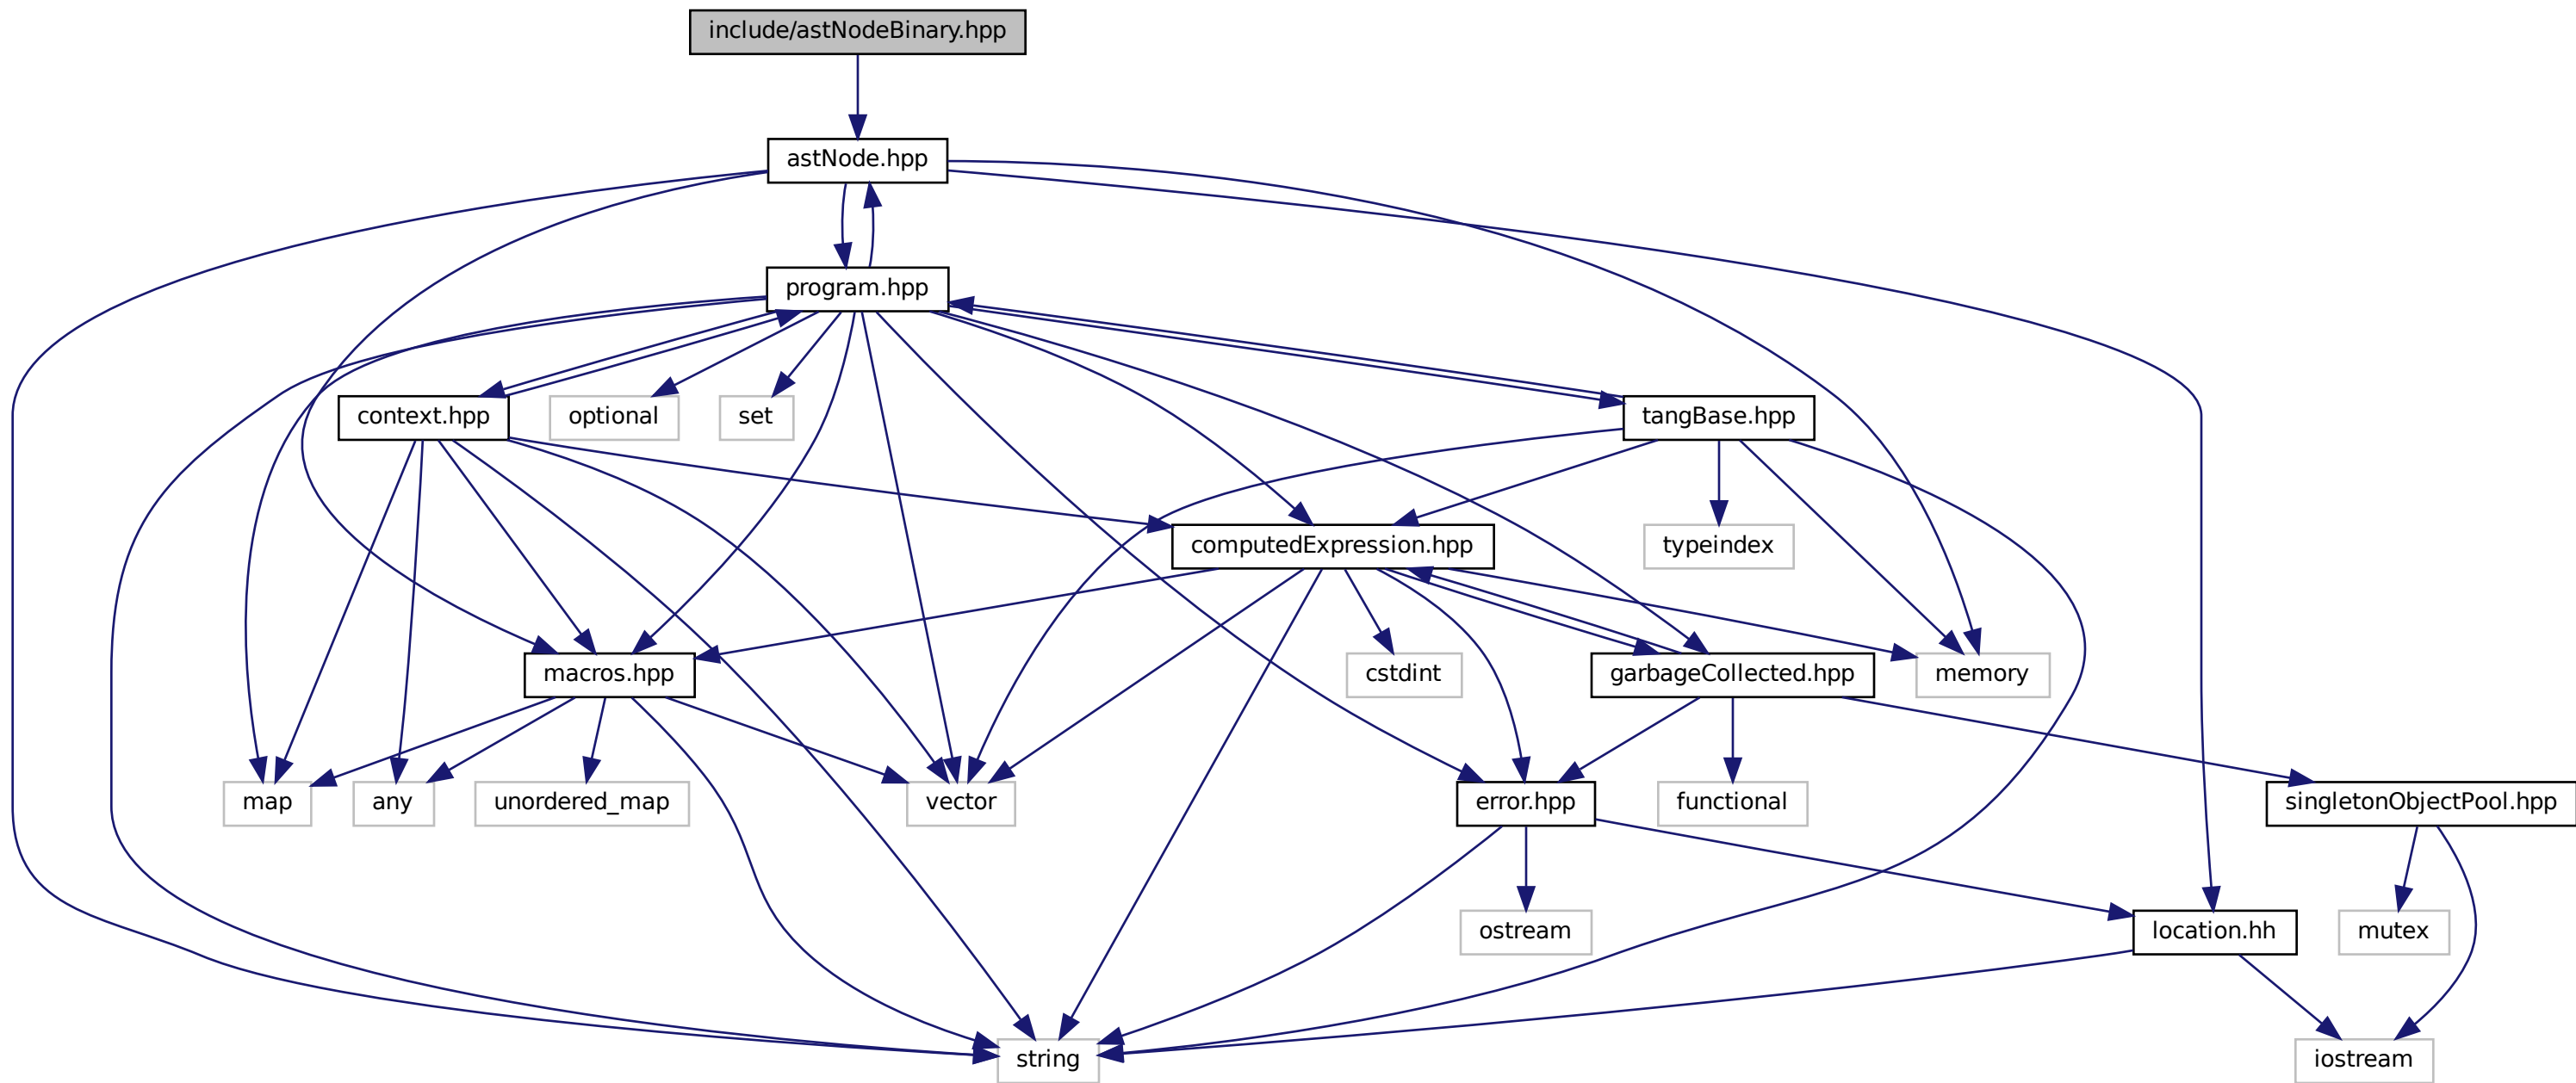 include/astNodeBinary.hpp
astNode.hpp
program.hpp
context.hpp
optional
set
tangBase.hpp
computedExpression.hpp
typeindex
macros.hpp
cstdint
garbageCollected.hpp
memory
map
any
unordered_map
vector
error.hpp
functional
singletonObjectPool.hpp
ostream
location.hh
mutex
string
iostream